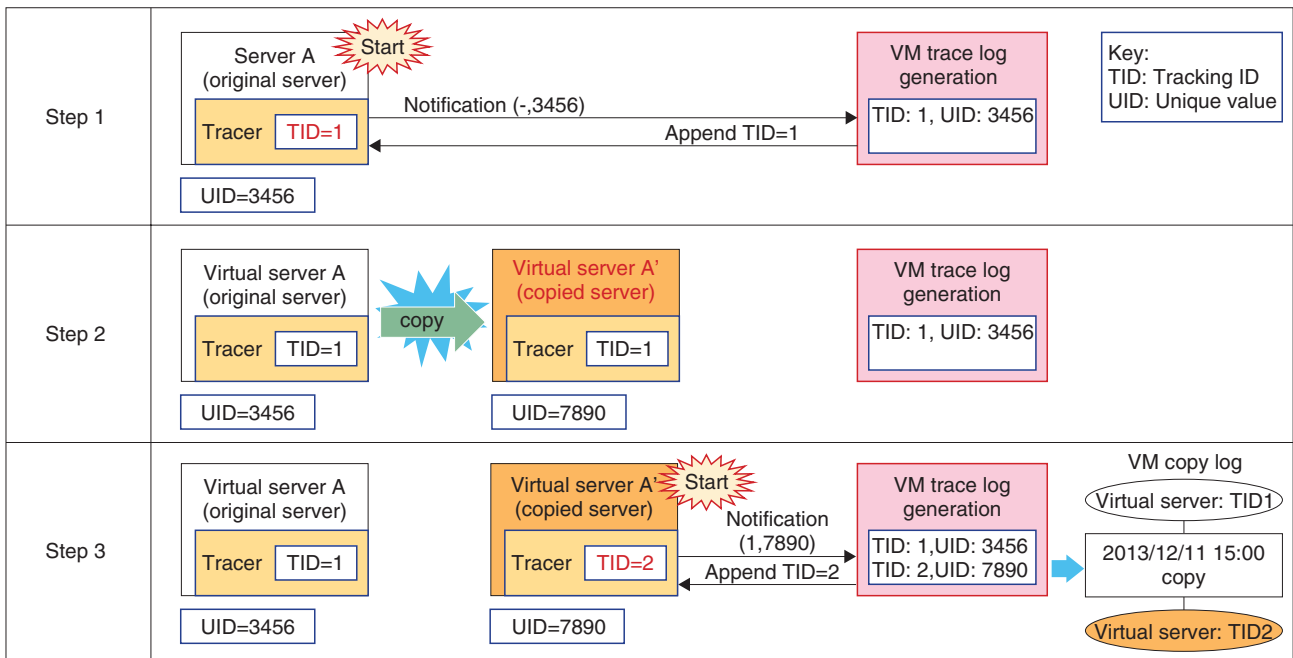 Step 1
Server A
(original server)
Start
Tracer
TID=1
UID=3456
Notification (-,3456)
Append TID=1
VM trace log
generation
TID: 1, UID: 3456
Key:
TID: Tracking ID
UID: Unique value
Step 2
Virtual server A
(original server)
Tracer
TID=1
UID=3456
copy
Virtual server A'
(copied server)
Tracer
TID=1
UID=7890
VM trace log
generation
TID: 1, UID: 3456
Step 3
Virtual server A
(original server)
Tracer
TID=1
UID=3456
Virtual server A'
(copied server)
Start
Tracer
TID=2
UID=7890
Notification
(1,7890)
Append TID=2
VM trace log
generation
TID: 1,UID: 3456
TID: 2,UID: 7890
VM copy log
Virtual server: TID1
2013/12/11 15:00
copy
Virtual server: TID2